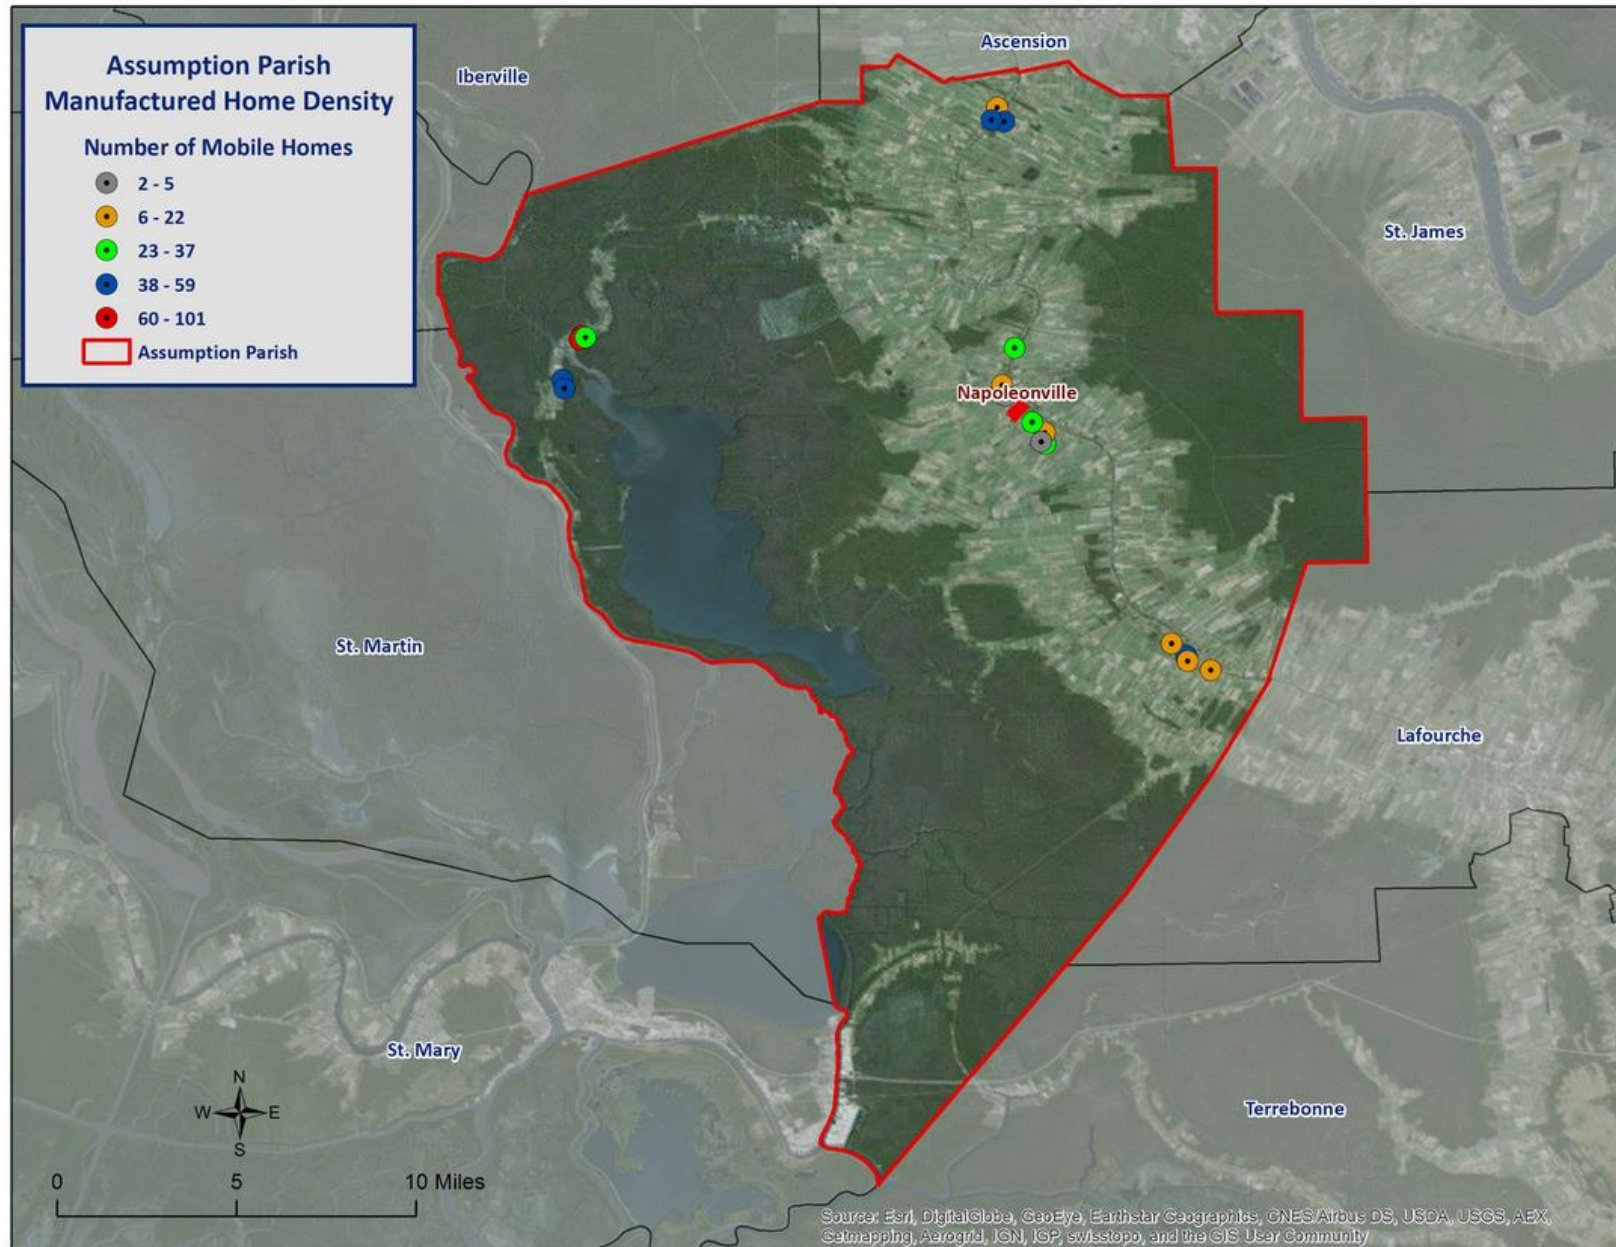 Assumption Parish
Manufactured Home Density
Number of Mobile Homes
2 - 5
6 - 22
23 - 37
38 - 59
60 - 101
Assumption Parish
Iberville
Ascension
St. James
Napoleonville
St. Martin
Lafourche
St. Mary
Terrebonne
N
W
E
S
0
5
10 Miles
Source: Esri, DigitalGlobe, GeoEye, Earthstar Geographics, CNES/Airbus DS, USDA, USGS, AEX,
Getmapping, Aerogrid, IGN, IGP, swisstopo, and the GIS User Community